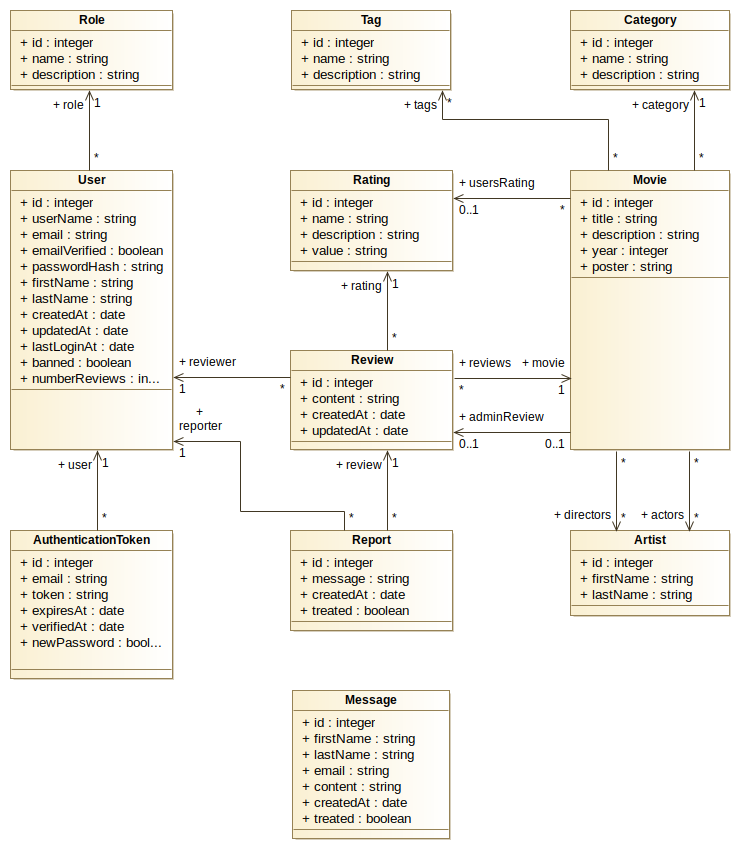 Role
+ id : integer
+ name : string
+ description : string
Tag
+ id : integer
+ name : string
+ description : string
Category
+ id : integer
+ name : string
+ description : string
+ role
1
*
+ tags
*
*
+ category
1
*
User
+ id : integer
+ userName : string
+ email : string
+ emailVerified : boolean
+ passwordHash : string
+ firstName : string
+ lastName : string
+ createdAt : date
+ updatedAt : date
+ lastLoginAt : date
+ banned : boolean
+ numberReviews : in...
Rating
+ id : integer
+ name : string
+ description : string
+ value : string
+ usersRating
0..1
*
Movie
+ id : integer
+ title : string
+ description : string
+ year : integer
+ poster : string
+ rating
1
*
+ reviewer
1
*
Review
+ id : integer
+ content : string
+ createdAt : date
+ updatedAt : date
+ reviews
+ movie
*
1
+ adminReview
0..1
0..1
+
reporter
1
*
+ user
1
*
+ review
1
*
+ directors
*
*
+ actors
*
*
AuthenticationToken
+ id : integer
+ email : string
+ token : string
+ expiresAt : date
+ verifiedAt : date
+ newPassword : bool...
Report
+ id : integer
+ message : string
+ createdAt : date
+ treated : boolean
Artist
+ id : integer
+ firstName : string
+ lastName : string
Message
+ id : integer
+ firstName : string
+ lastName : string
+ email : string
+ content : string
+ createdAt : date
+ treated : boolean